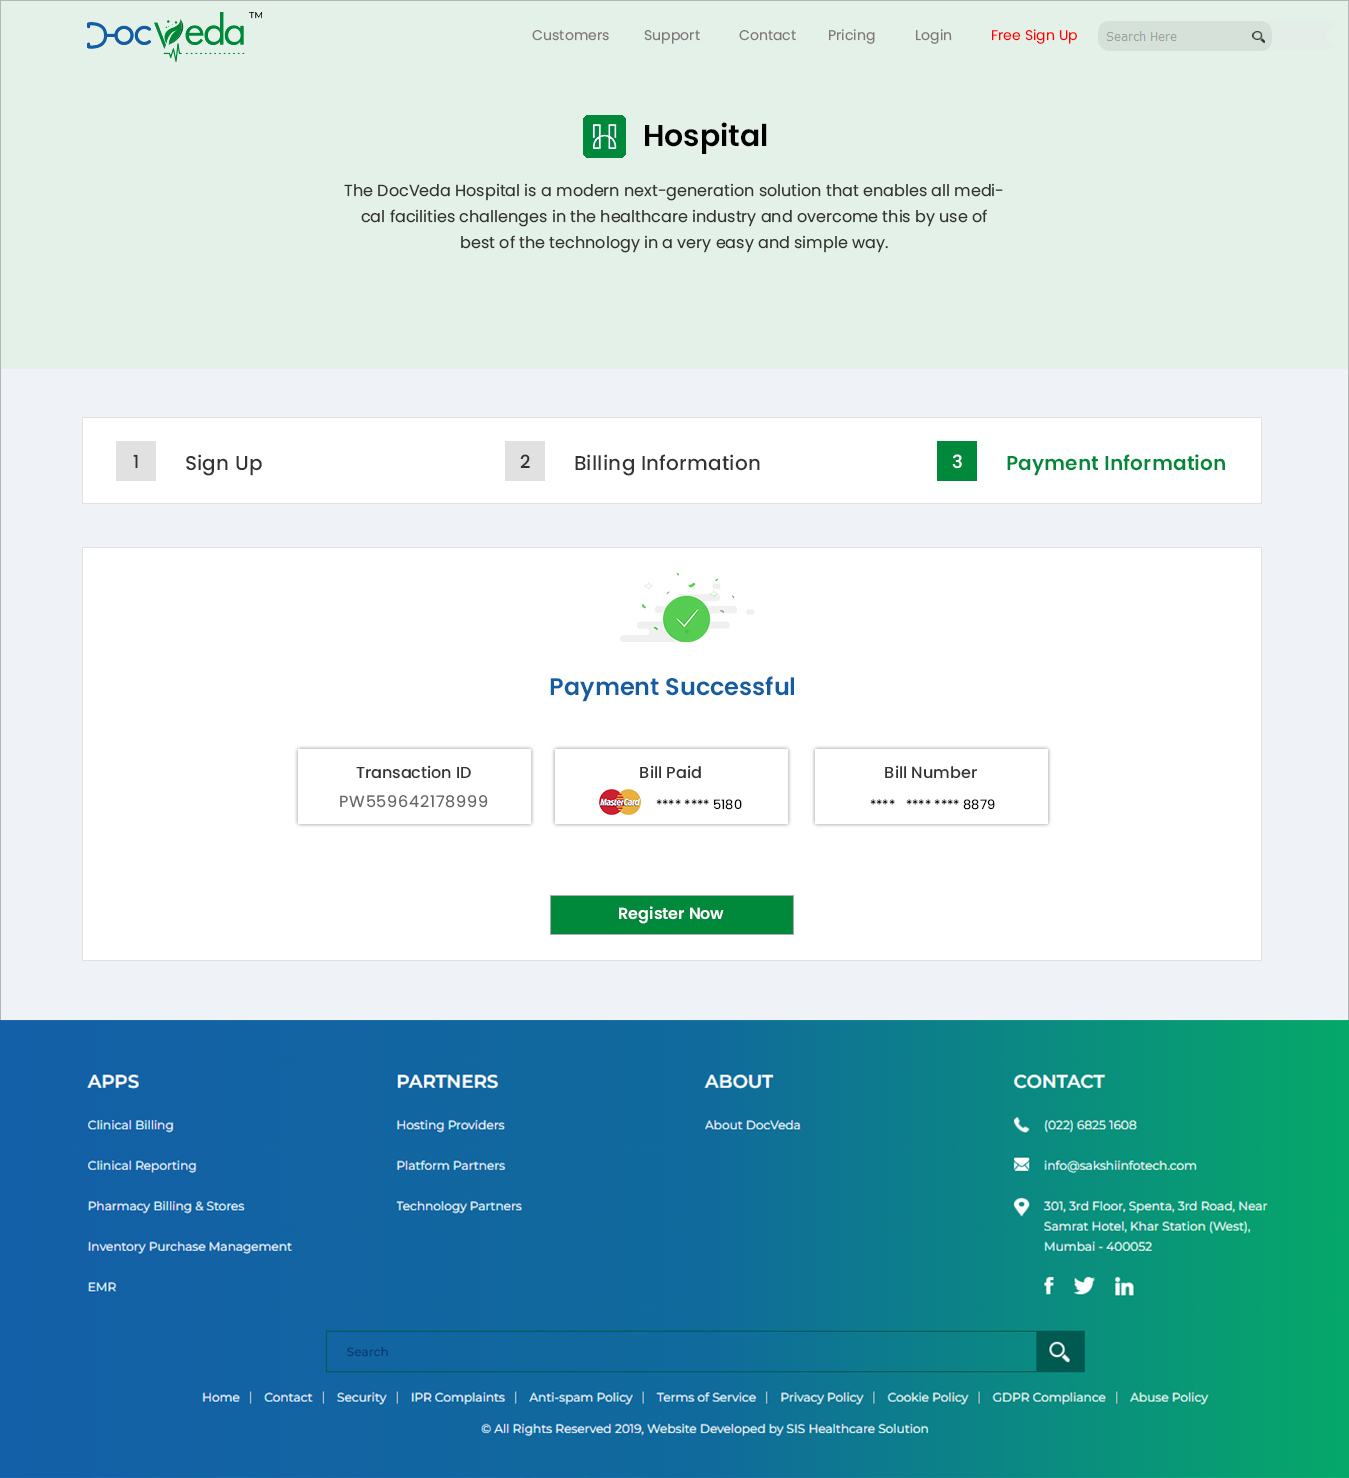 DocVeda ™
Customers Support Contact Pricing Login Free Sign Up Search Here
Hospital
The DocVeda Hospital is a modern next-generation solution that enables all medi-
cal facilities challenges in the healthcare industry and overcome this by use of
best of the technology in a very easy and simple way.
1 Sign Up 2 Billing Information 3 Payment Information
Payment Successful
Transaction ID
PW559642178999
Bill Paid
MasterCard **** **** 5180
Bill Number
**** **** **** 8879
Register Now
APPS
Clinical Billing
Clinical Reporting
Pharmacy Billing & Stores
Inventory Purchase Management
EMR
PARTNERS
Hosting Providers
Platform Partners
Technology Partners
ABOUT
About DocVeda
CONTACT
(022) 6825 1608
info@sakshiinfotech.com
301, 3rd Floor, Spenta, 3rd Road, Near
Samrat Hotel, Khar Station (West),
Mumbai - 400052
Search
Home | Contact | Security | IPR Complaints | Anti-spam Policy | Terms of Service | Privacy Policy | Cookie Policy | GDPR Compliance | Abuse Policy
© All Rights Reserved 2019, Website Developed by SIS Healthcare Solution